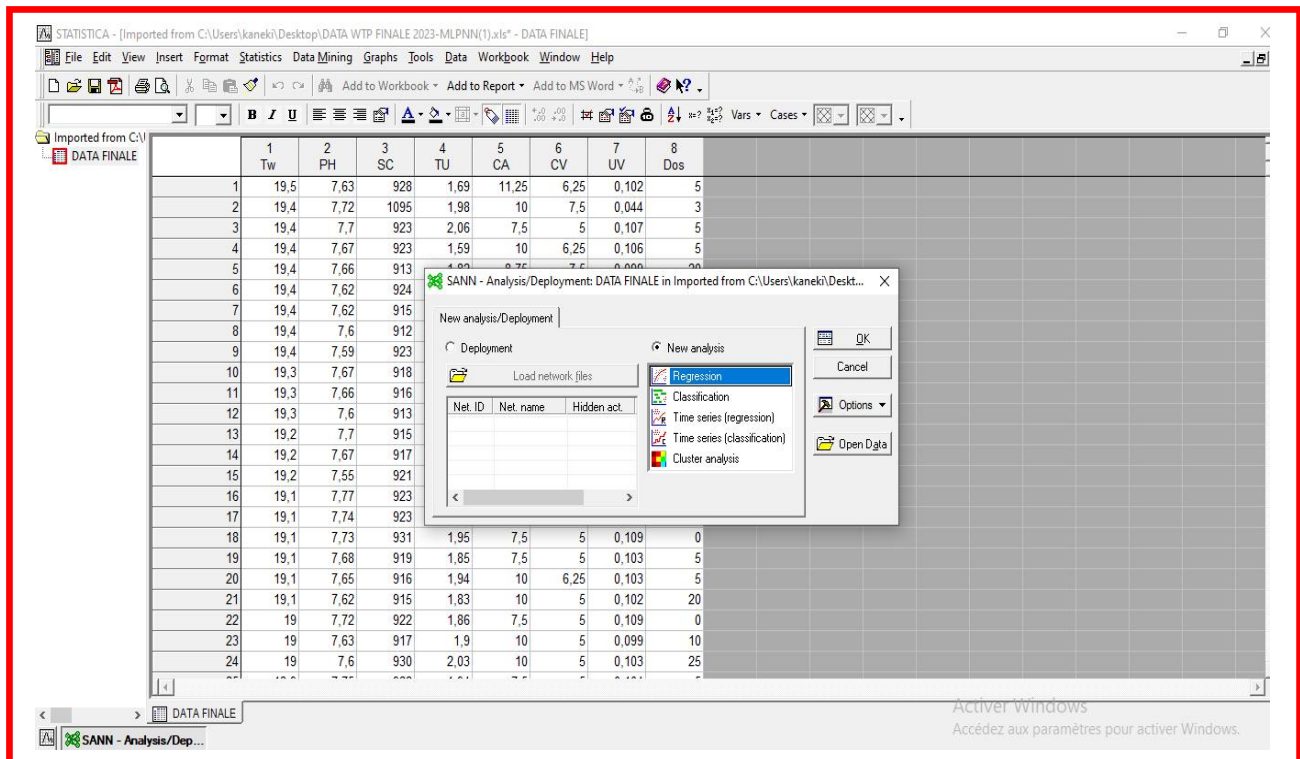 STATISTICA - [Imported from C:\Users\kaneki\Desktop\DATA WTP FINALE 2023-MLPNN(1).xls* - DATA FINALE]
File Edit View Insert Format Statistics Data Mining Graphs Tools Data Workbook Window Help
Add to Workbook Add to Report Add to MS Word
B I U Vars Cases
Imported from C:\U
DATA FINALE
1 2 3 4 5 6 7 8
Tw PH SC TU CA CV UV Dos
1 19,5 7,63 928 1,69 11,25 6,25 0,102 5
2 19,4 7,72 1095 1,98 10 7,5 0,044 3
3 19,4 7,7 923 2,06 7,5 5 0,107 5
4 19,4 7,67 923 1,59 10 6,25 0,106 5
5 19,4 7,66 913
6 19,4 7,62 924
7 19,4 7,62 915
8 19,4 7,6 912
9 19,4 7,59 923
10 19,3 7,67 918
11 19,3 7,66 916
12 19,3 7,6 913
13 19,2 7,7 915
14 19,2 7,67 917
15 19,2 7,55 921
16 19,1 7,77 923
17 19,1 7,74 923
18 19,1 7,73 931 1,95 7,5 5 0,109 0
19 19,1 7,68 919 1,85 7,5 5 0,103 5
20 19,1 7,65 916 1,94 10 6,25 0,103 5
21 19,1 7,62 915 1,83 10 5 0,102 20
22 19 7,72 922 1,86 7,5 5 0,109 0
23 19 7,63 917 1,9 10 5 0,099 10
24 19 7,6 930 2,03 10 5 0,103 25
SANN - Analysis/Deployment: DATA FINALE in Imported from C:\Users\kaneki\Deskt...
New analysis/Deployment
Deployment
New analysis
Load network files
Net. ID Net. name Hidden act.
Regression
Classification
Time series (regression)
Time series (classification)
Cluster analysis
OK
Cancel
Options
Open Data
DATA FINALE
SANN - Analysis/Dep...
Activer Windows
Accédez aux paramètres pour activer Windows.